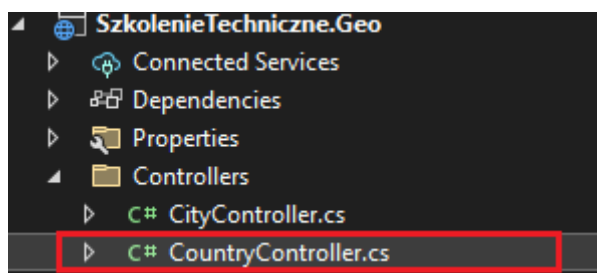 SzkolenieTechniczne.Geo
Connected Services
Dependencies
Properties
Controllers
C# CityController.cs
C# CountryController.cs